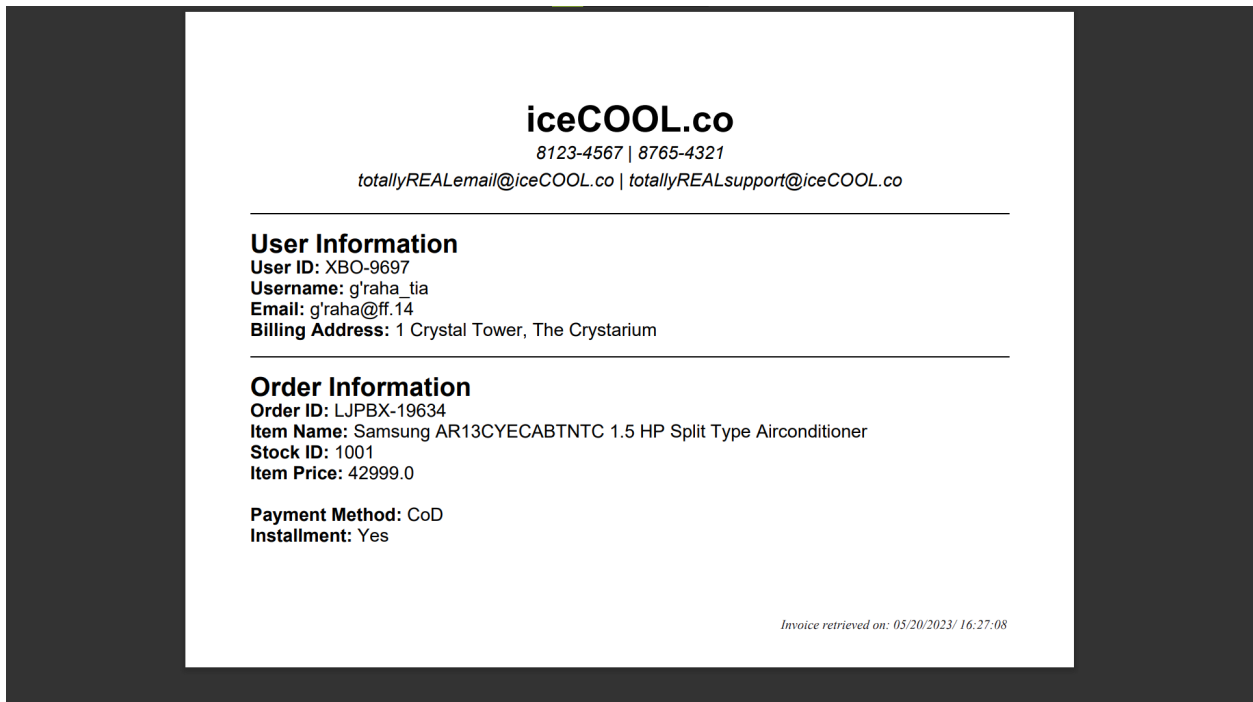 iceCOOL.co
8123-4567 | 8765-4321
totallyREALemail@iceCOOL.co | totallyREALsupport@iceCOOL.co
User Information
User ID: XBO-9697
Username: g'raha_tia
Email: g'raha@ff.14
Billing Address: 1 Crystal Tower, The Crystarium
Order Information
Order ID: LJPBX-19634
Item Name: Samsung AR13CYECABTNTC 1.5 HP Split Type Airconditioner
Stock ID: 1001
Item Price: 42999.0
Payment Method: CoD
Installment: Yes
Invoice retrieved on: 05/20/2023/ 16:27:08